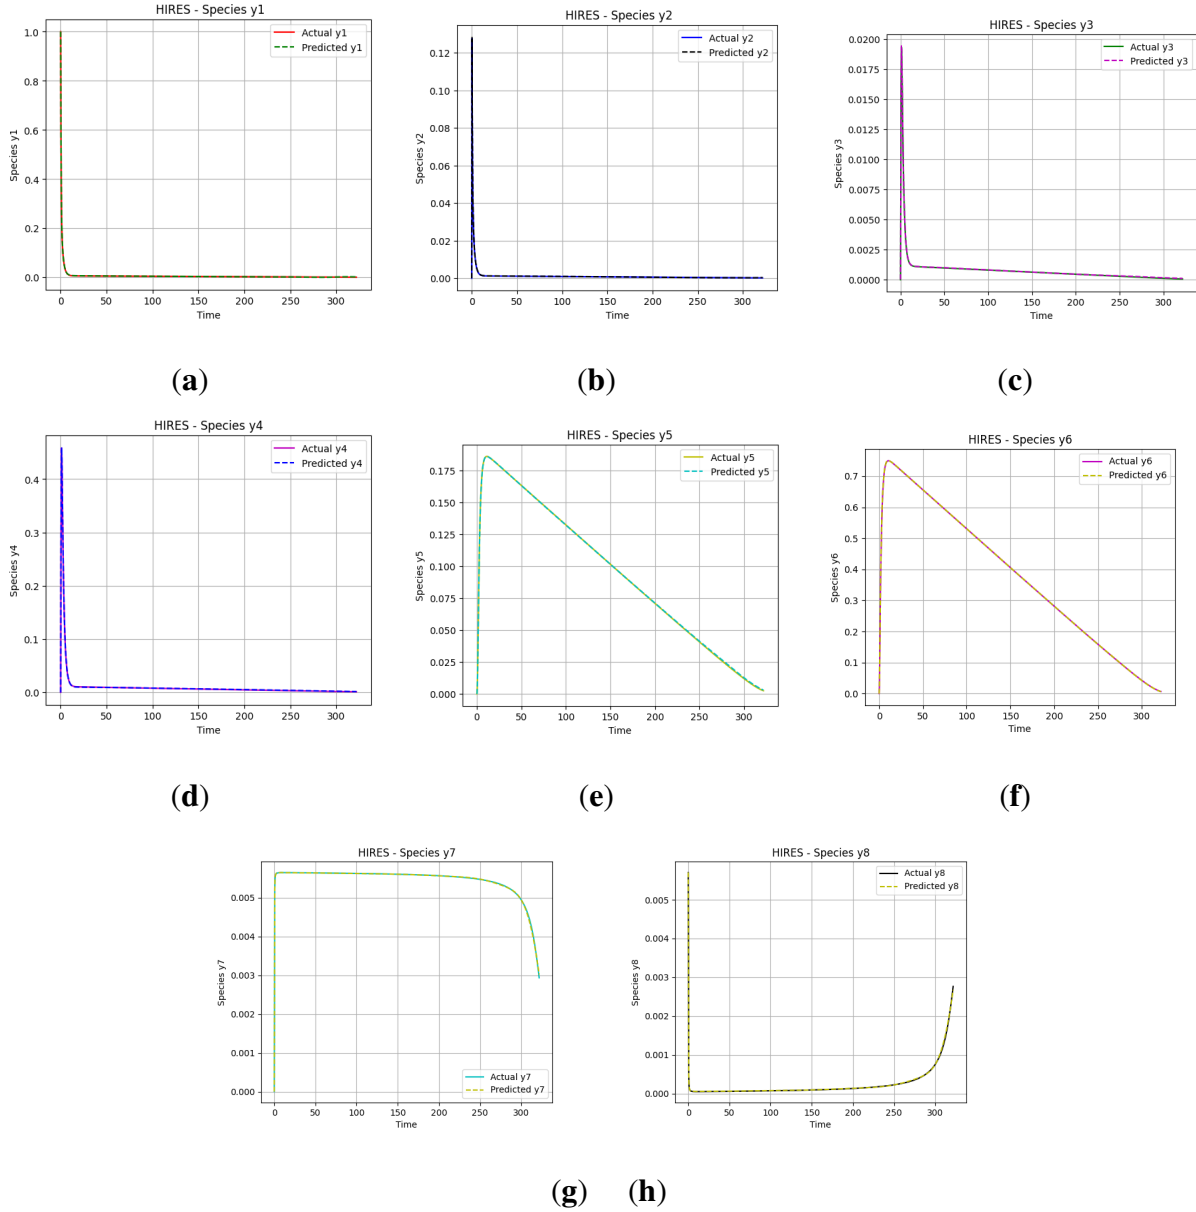 HIRES - Species y1
Species y1
1.0
0.8
0.6
0.4
0.2
0.0
Actual y1
Predicted y1
0 50 100 150 200 250 300
Time
(a)
HIRES - Species y2
Species y2
0.12
0.10
0.08
0.06
0.04
0.02
0.00
Actual y2
Predicted y2
0 50 100 150 200 250 300
Time
(b)
HIRES - Species y3
Species y3
0.0200
0.0175
0.0150
0.0125
0.0100
0.0075
0.0050
0.0025
0.0000
Actual y3
Predicted y3
0 50 100 150 200 250 300
Time
(c)
HIRES - Species y4
Species y4
0.4
0.3
0.2
0.1
0.0
Actual y4
Predicted y4
0 50 100 150 200 250 300
Time
(d)
HIRES - Species y5
Species y5
0.175
0.150
0.125
0.100
0.075
0.050
0.025
0.000
Actual y5
Predicted y5
0 50 100 150 200 250 300
Time
(e)
HIRES - Species y6
Species y6
0.7
0.6
0.5
0.4
0.3
0.2
0.1
0.0
Actual y6
Predicted y6
0 50 100 150 200 250 300
Time
(f)
HIRES - Species y7
Species y7
0.005
0.004
0.003
0.002
0.001
0.000
Actual y7
Predicted y7
0 50 100 150 200 250 300
Time
(g)
HIRES - Species y8
Species y8
0.005
0.004
0.003
0.002
0.001
0.000
Actual y8
Predicted y8
0 50 100 150 200 250 300
Time
(h)